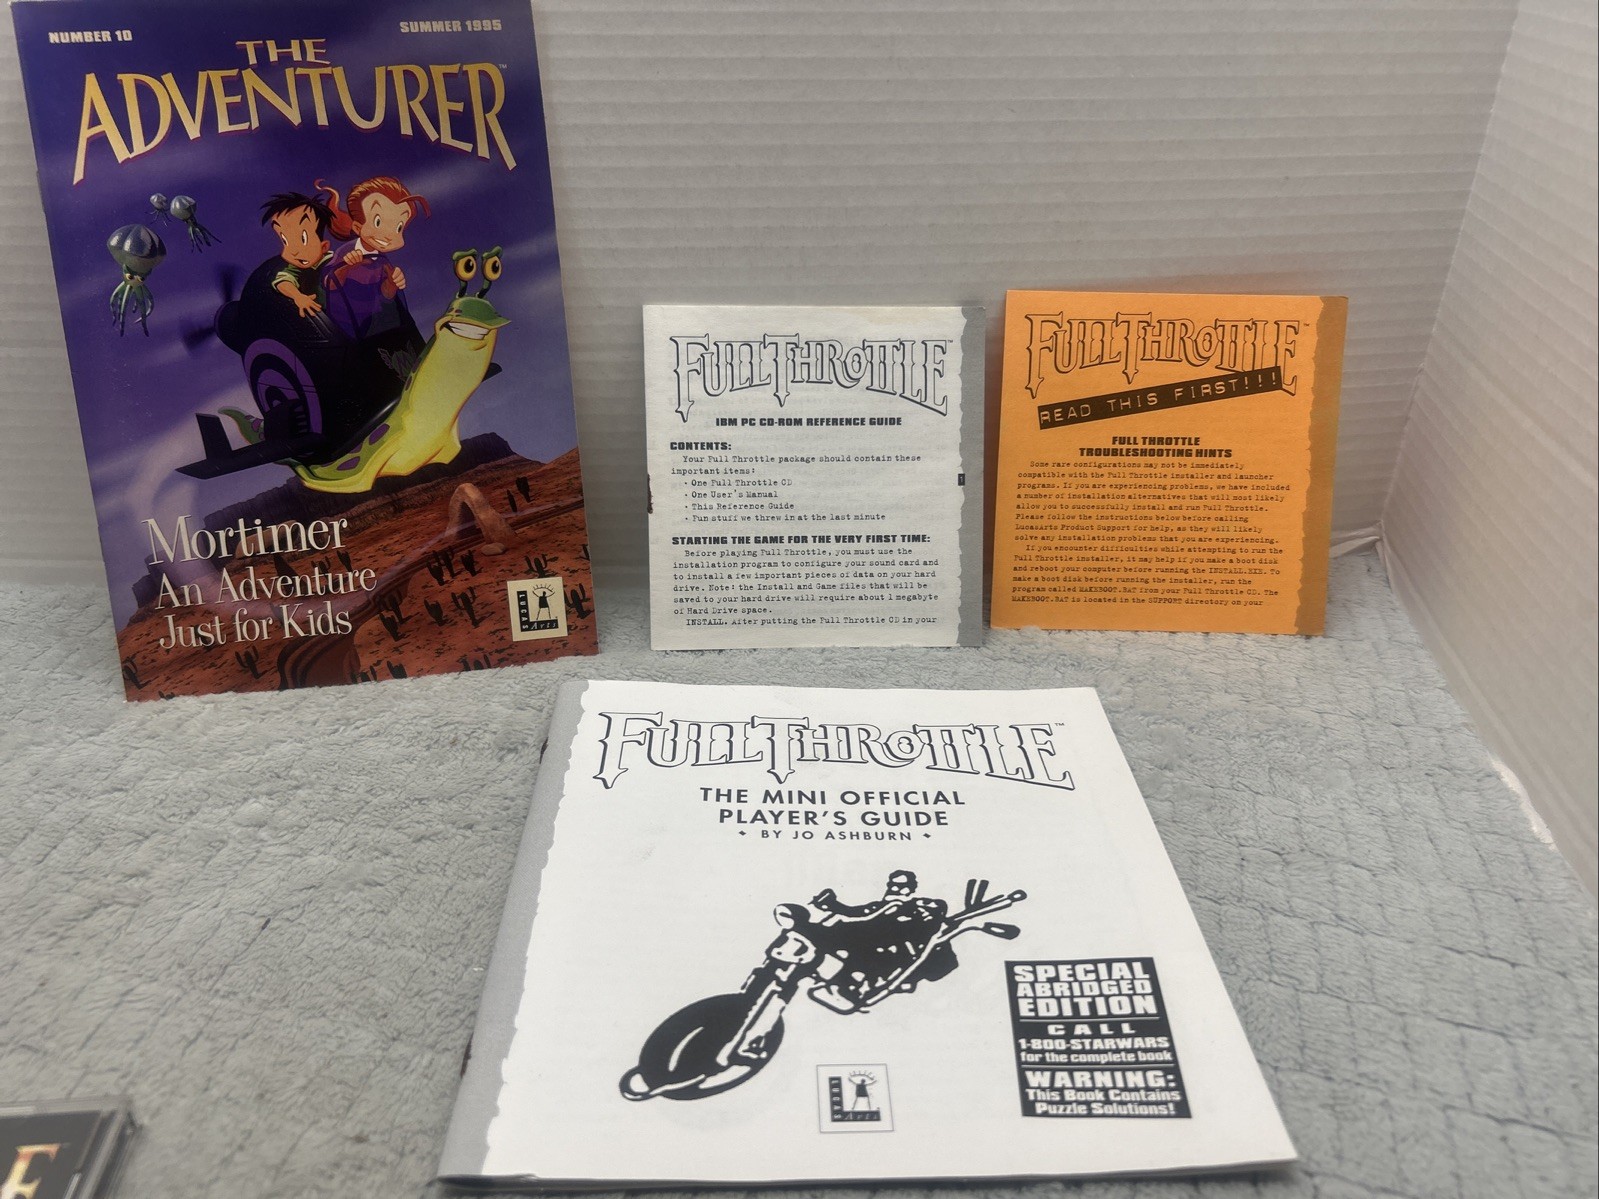 NUMBER 10
SUMMER 1995
THE
ADVENTURER™
Mortimer
An Adventure
Just for Kids
LUCAS
Arts
FULL THROTTLE™
IBM PC CD-ROM REFERENCE GUIDE
CONTENTS:
Your Full Throttle package should contain these
important items:
• One Full Throttle CD
• One User's Manual
• This Reference Guide
• Fun stuff we threw in at the last minute
STARTING THE GAME FOR THE VERY FIRST TIME:
Before playing Full Throttle, you must use the
installation program to configure your sound card and
to install a few important pieces of data on your hard
drive. Note: the Install and Game files that will be
saved to your hard drive will require about 1 megabyte
of Hard Drive space.
INSTALL. After putting the Full Throttle CD in your
1
FULL THROTTLE™
READ THIS FIRST!!!
FULL THROTTLE
TROUBLESHOOTING HINTS
Some rare configurations may not be immediately
compatible with the Full Throttle installer and launcher
programs. If you are experiencing problems, we have included
a number of installation alternatives that will most likely
allow you to successfully install and run Full Throttle.
Please follow the instructions below before calling
LucasArts Product Support for help, as they will likely
solve any installation problems that you are experiencing.
If you encounter difficulties while attempting to run the
Full Throttle installer, it may help if you make a boot disk
and reboot your computer before running the INSTALL.EXE. To
make a boot disk before running the installer, run the
program called MAKEBOOT.BAT from your Full Throttle CD. The
MAKEBOOT.BAT is located in the SUPPORT directory on your
FULL THROTTLE™
THE MINI OFFICIAL
PLAYER'S GUIDE
• BY JO ASHBURN •
SPECIAL
ABRIDGED
EDITION
CALL
1-800-STARWARS
for the complete book
WARNING:
This Book Contains
Puzzle Solutions!
LUCAS
Arts